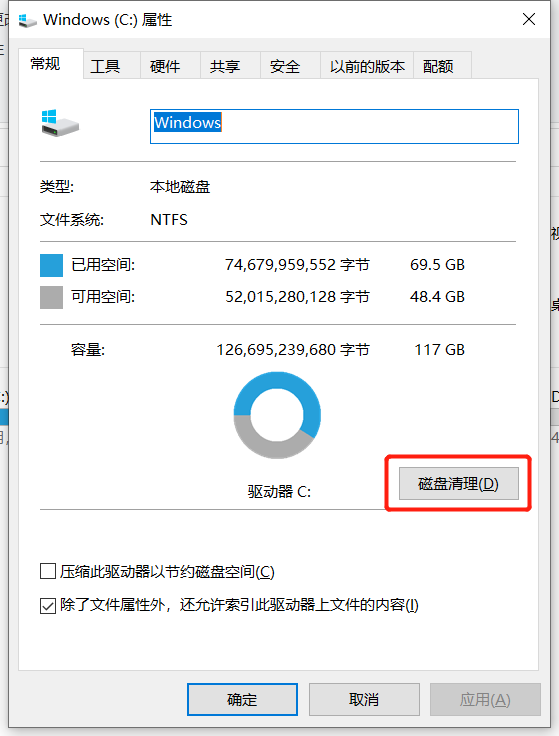 Windows (C:) 属性
常规 工具 硬件 共享 安全 以前的版本 配额
Windows
类型: 本地磁盘
文件系统: NTFS
已用空间: 74,679,959,552 字节 69.5 GB
可用空间: 52,015,280,128 字节 48.4 GB
容量: 126,695,239,680 字节 117 GB
驱动器 C:
磁盘清理(D)
压缩此驱动器以节约磁盘空间(C)
除了文件属性外，还允许索引此驱动器上文件的内容(I)
确定 取消 应用(A)